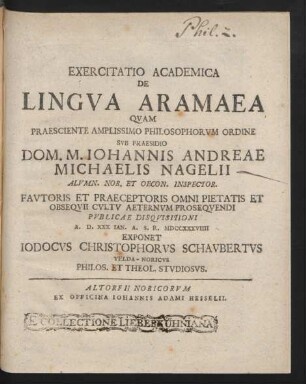 Phil. 2.
EXERCITATIO ACADEMICA
DE
LINGVA ARAMAEA
QVAM
PRAESCIENTE AMPLISSIMO PHILOSOPHORVM ORDINE
SVB PRAESIDIO
DOM. M. IOHANNIS ANDREAE
MICHAELIS NAGELII
ALVMN. NOR. ET OECON. INSPECTOR.
FAVTORIS ET PRAECEPTORIS OMNI PIETATIS ET
OBSEQVII CVLTV AETERNVM PROSEQVENDI
PVBLICAE DISQVISITIONI
A. D. XXX IAN. A. S. R. MDCCXXXVIIII
EXPONET
IODOCVS CHRISTOPHORVS SCHAVBERTVS
VELDA-NORICVS
PHILOS. ET THEOL. STVDIOSVS.
ALTORFII NORICORVM
EX OFFICINA IOHANNIS ADAMI HESSELII.
E COLLECTIONE LIEBERKÜHNIANA